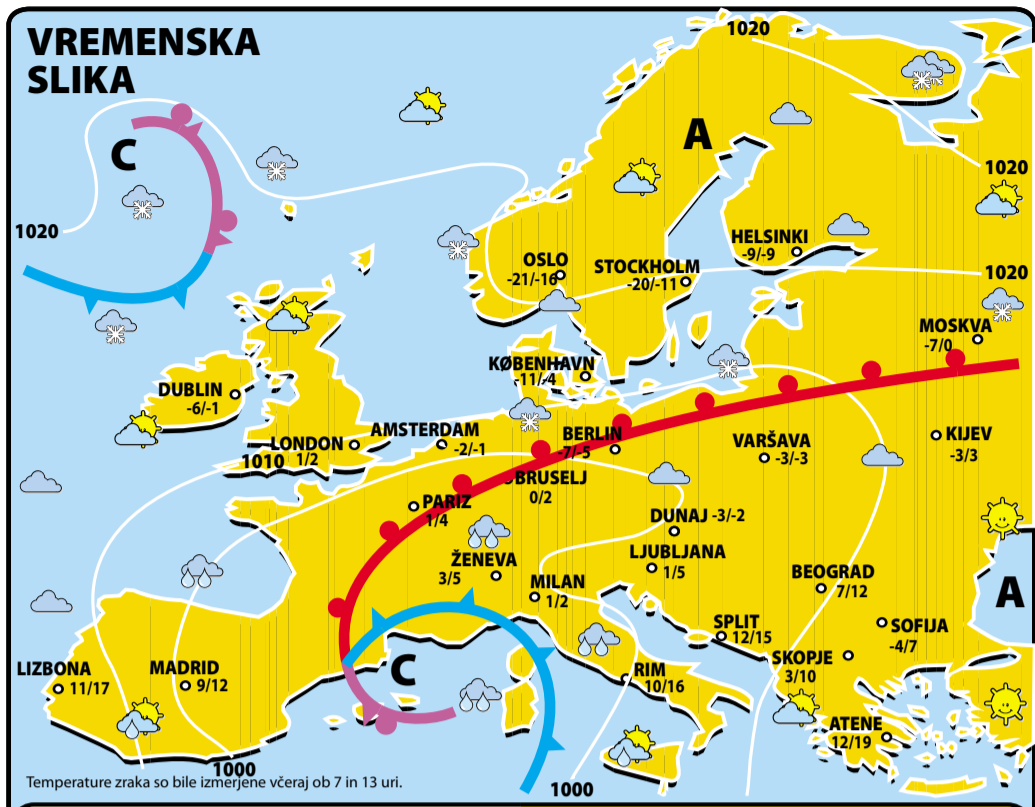 VREMENSKA
SLIKA
1020
C
A
1020
1020
HELSINKI
-9/-9
OSLO
-21/-16
STOCKHOLM
-20/-11
1020
MOSKVA
-7/0
KØBENHAVN
-11/-4
DUBLIN
-6/-1
AMSTERDAM
-2/-1
LONDON
1/2
BERLIN
-7/-5
VARŠAVA
-3/-3
KIJEV
-3/3
1010
BRUSELJ
0/2
PARIZ
1/4
DUNAJ -3/-2
ŽENEVA
3/5
LJUBLJANA
1/5
MILAN
1/2
BEOGRAD
7/12
A
SPLIT
12/15
SOFIJA
-4/7
SKOPJE
3/10
LIZBONA
11/17
MADRID
9/12
C
RIM
10/16
ATENE
12/19
1000
Temperature zraka so bile izmerjene včeraj ob 7 in 13 uri.
1000